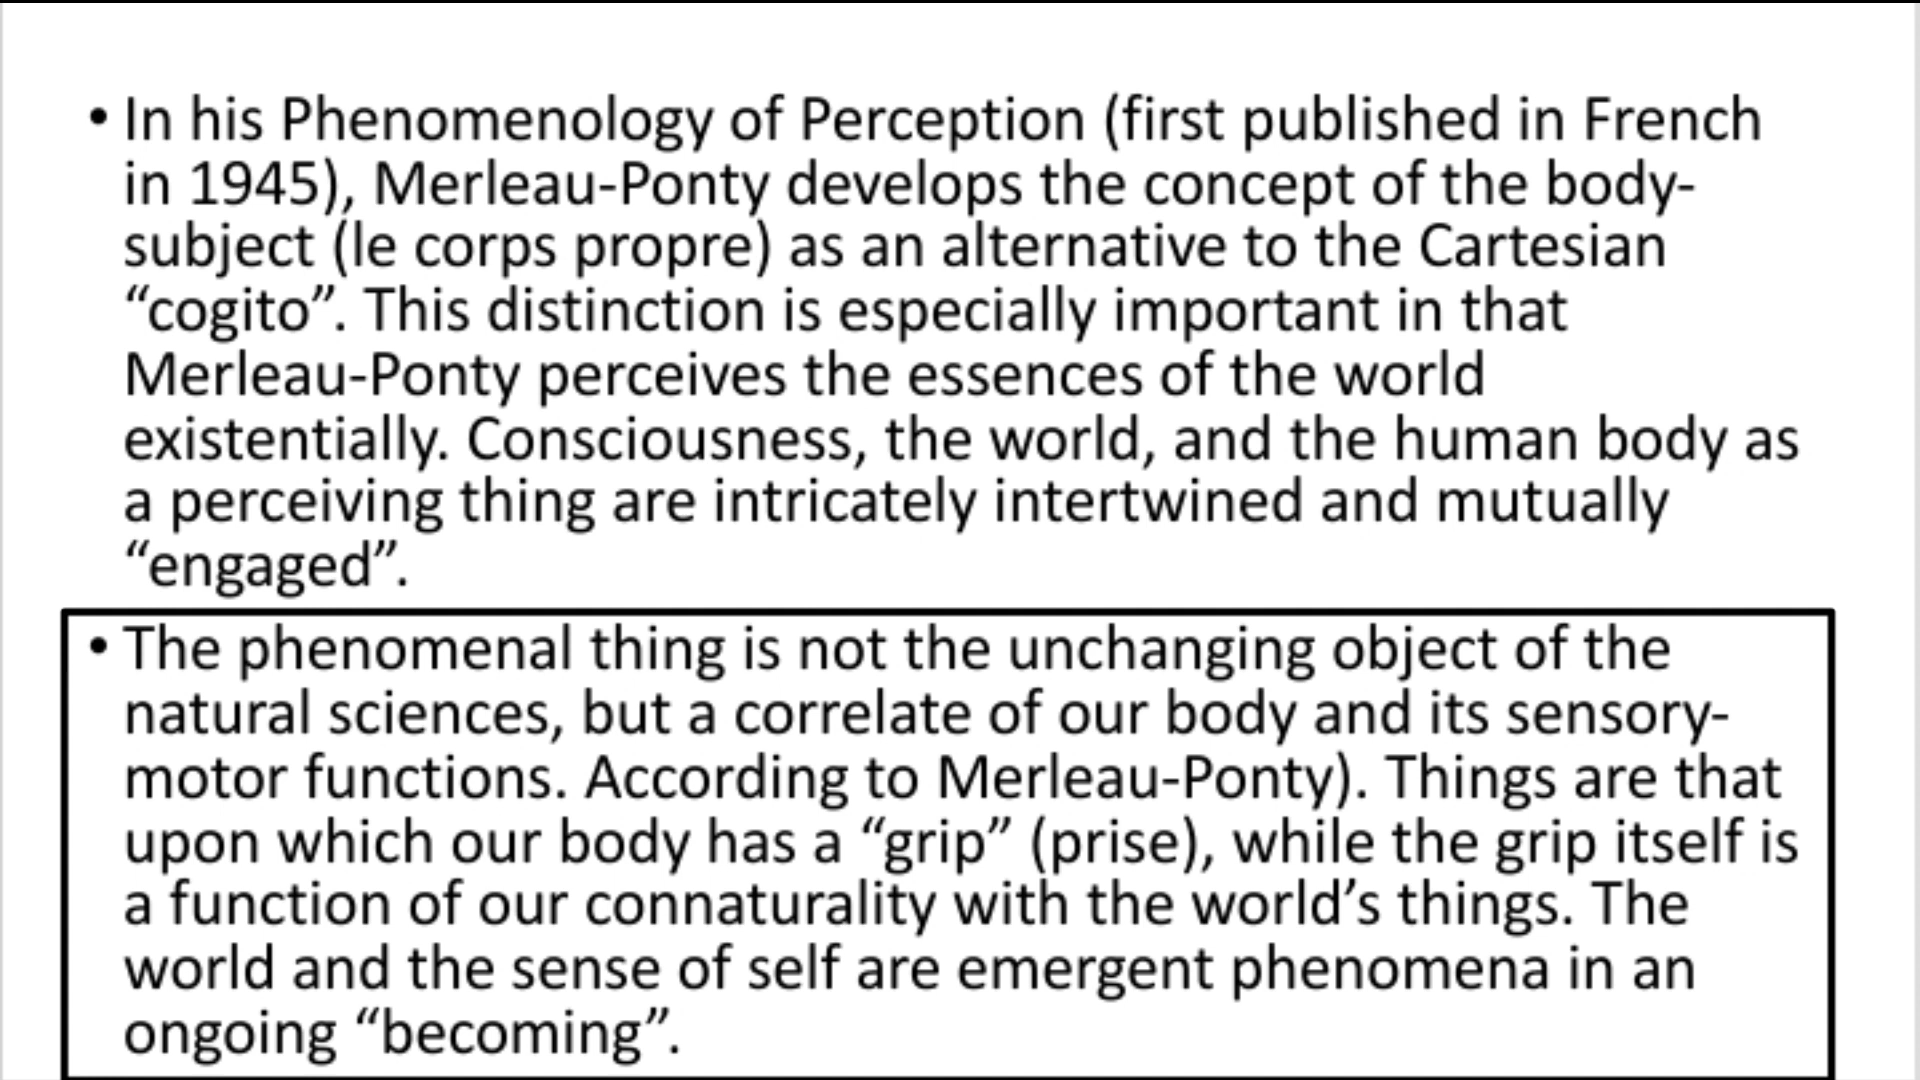 • In his Phenomenology of Perception (first published in French
in 1945), Merleau-Ponty develops the concept of the body-
subject (le corps propre) as an alternative to the Cartesian
“cogito”. This distinction is especially important in that
Merleau-Ponty perceives the essences of the world
existentially. Consciousness, the world, and the human body as
a perceiving thing are intricately intertwined and mutually
“engaged”.
• The phenomenal thing is not the unchanging object of the
natural sciences, but a correlate of our body and its sensory-
motor functions. According to Merleau-Ponty). Things are that
upon which our body has a “grip” (prise), while the grip itself is
a function of our connaturality with the world’s things. The
world and the sense of self are emergent phenomena in an
ongoing “becoming”.